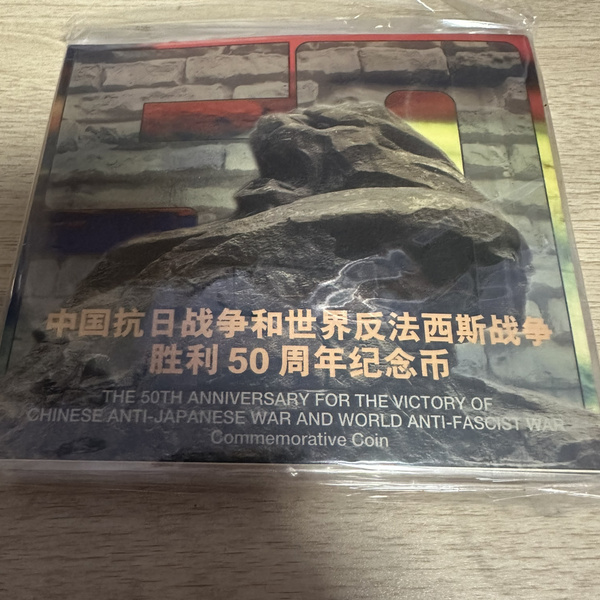 50
中国抗日战争和世界反法西斯战争
胜利 50 周年纪念币
THE 50TH ANNIVERSARY FOR THE VICTORY OF
CHINESE ANTI-JAPANESE WAR AND WORLD ANTI-FASCIST WAR
Commemorative Coin